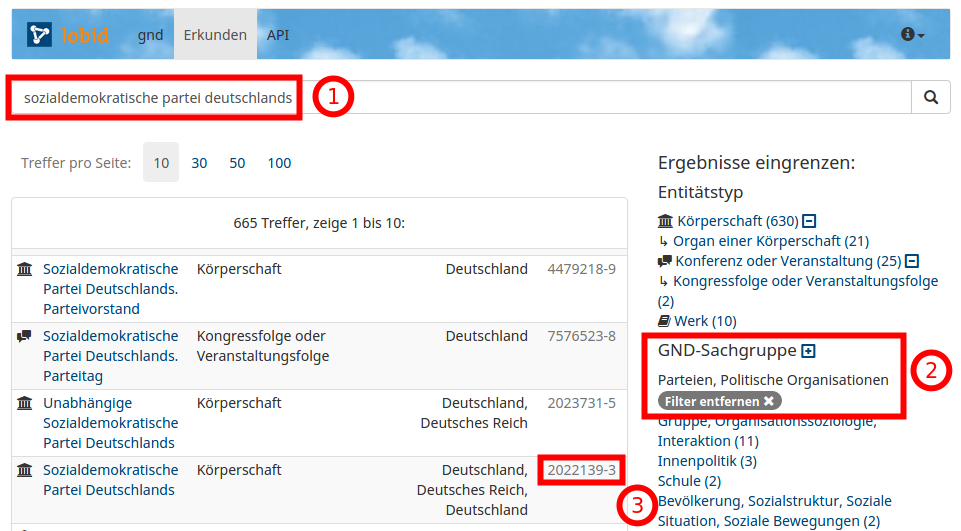 lobid gnd Erkunden API
sozialdemokratische partei deutschlands
1
Treffer pro Seite: 10 30 50 100
665 Treffer, zeige 1 bis 10:
Sozialdemokratische Partei Deutschlands. Parteivorstand Körperschaft Deutschland 4479218-9
Sozialdemokratische Partei Deutschlands. Parteitag Kongressfolge oder Veranstaltungsfolge Deutschland 7576523-8
Unabhängige Sozialdemokratische Partei Deutschlands Körperschaft Deutschland, Deutsches Reich 2023731-5
Sozialdemokratische Partei Deutschlands Körperschaft Deutschland, Deutsches Reich, Deutschland 2022139-3
3
Ergebnisse eingrenzen:
Entitätstyp
Körperschaft (630)
↳ Organ einer Körperschaft (21)
Konferenz oder Veranstaltung (25)
↳ Kongressfolge oder Veranstaltungsfolge
(2)
Werk (10)
GND-Sachgruppe
Parteien, Politische Organisationen
Filter entfernen ✖
2
Gruppe, Organisationssoziologie,
Interaktion (11)
Innenpolitik (3)
Schule (2)
Bevölkerung, Sozialstruktur, Soziale
Situation, Soziale Bewegungen (2)